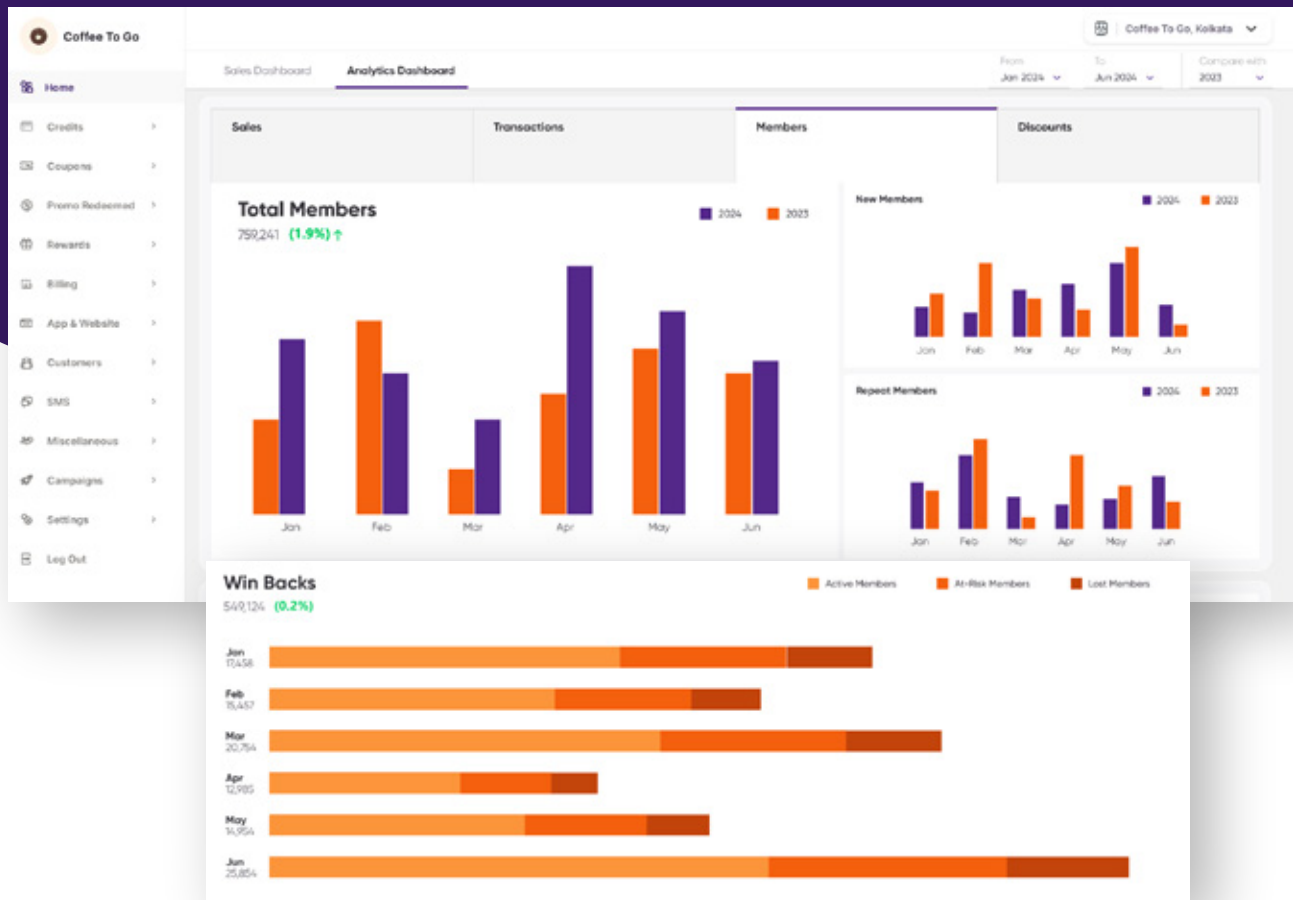 Coffee To Go
Coffee To Go, Kolkata
Home
Credits
Coupons
Promo Redeemed
Rewards
Billing
App & Website
Customers
SMS
Miscellaneous
Campaigns
Settings
Log Out
Sales Dashboard
Analytics Dashboard
From
Jan 2024
To
Jun 2024
Compare with
2023
Sales
Transactions
Members
Discounts
Total Members
759,241 (1.9%) ↑
2024
2023
Jan
Feb
Mar
Apr
May
Jun
New Members
2024
2023
Jan
Feb
Mar
Apr
May
Jun
Repeat Members
2024
2023
Jan
Feb
Mar
Apr
May
Jun
Win Backs
549,124 (0.2%)
Active Members
At-Risk Members
Lost Members
Jan
17,458
Feb
15,457
Mar
20,754
Apr
12,985
May
14,954
Jun
25,854